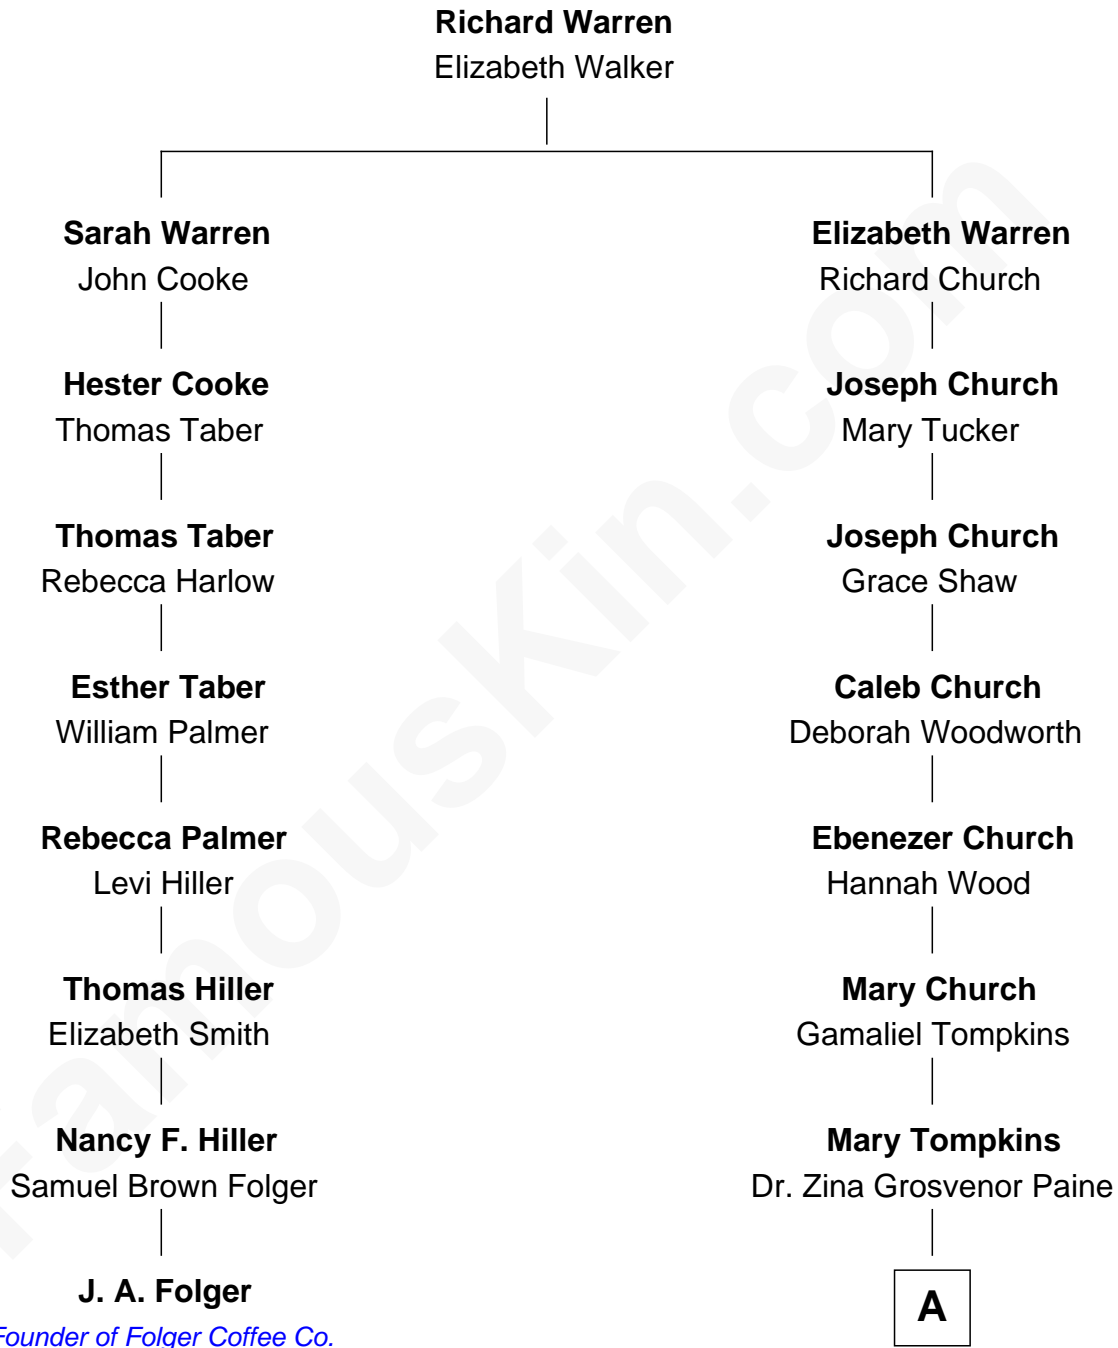 Richard Warren
Elizabeth Walker
Sarah Warren
John Cooke
Elizabeth Warren
Richard Church
Hester Cooke
Thomas Taber
Joseph Church
Mary Tucker
Thomas Taber
Rebecca Harlow
Joseph Church
Grace Shaw
Esther Taber
William Palmer
Caleb Church
Deborah Woodworth
Rebecca Palmer
Levi Hiller
Ebenezer Church
Hannah Wood
Thomas Hiller
Elizabeth Smith
Mary Church
Gamaliel Tompkins
Nancy F. Hiller
Samuel Brown Folger
Mary Tompkins
Dr. Zina Grosvenor Paine
J. A. Folger
Founder of Folger Coffee Co.
A
FamousKin.com